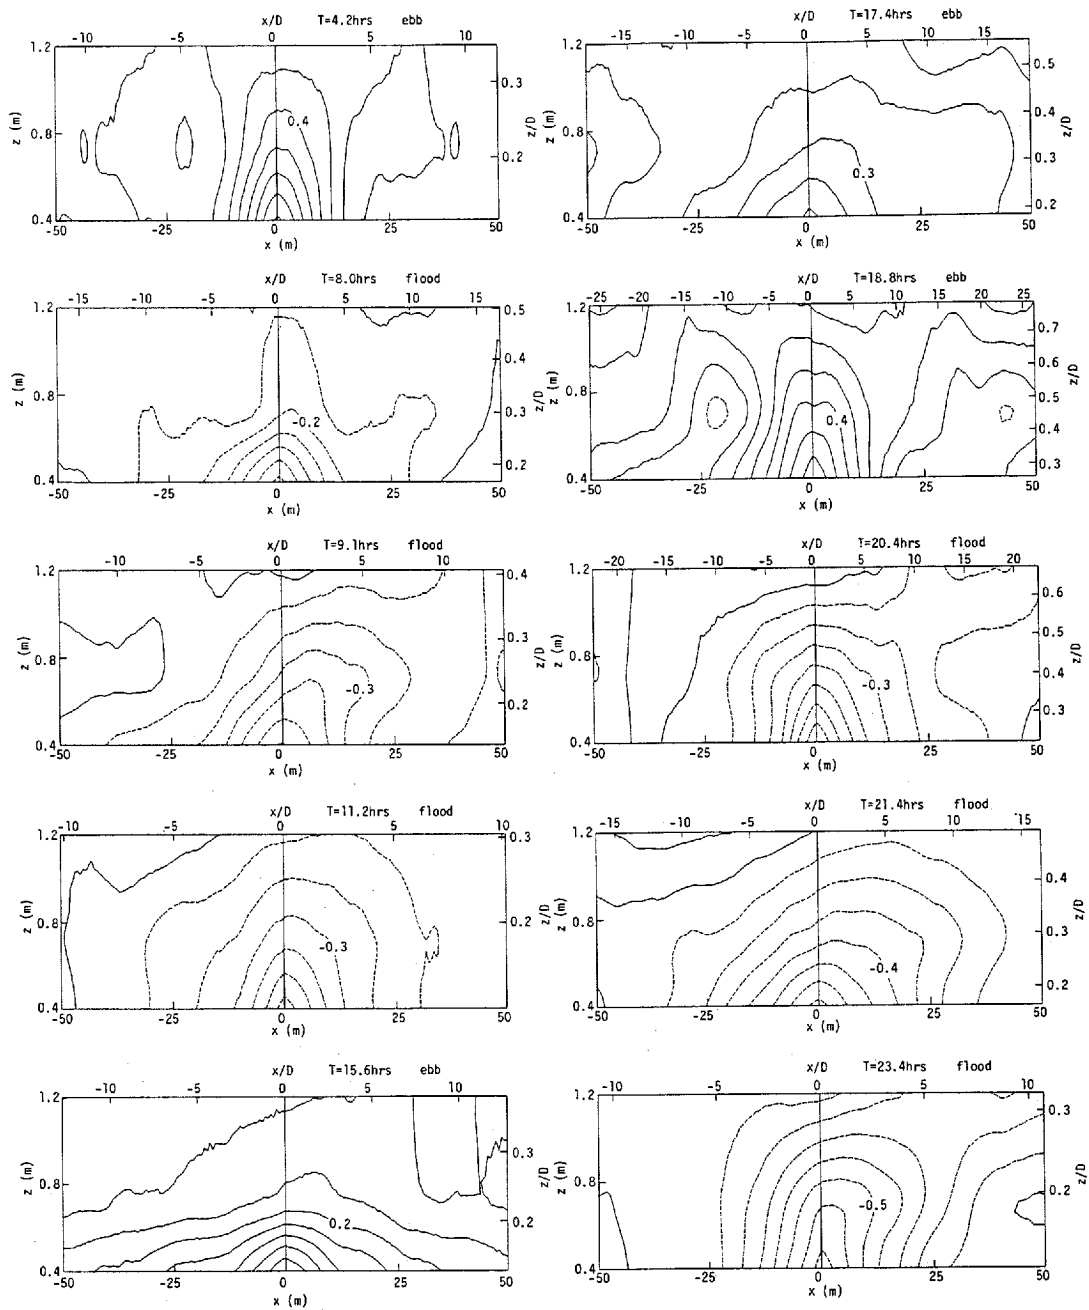 x/D T=4.2hrs ebb
-10 -5 0 5 10
1.2
0.8
0.4
z (m)
0.4
0.3
0.2
z/D
-50 -25 0 25 50
x (m)
x/D T=8.0hrs flood
-15 -10 -5 0 5 10 15
1.2
0.8
0.4
z (m)
-0.2
0.5
0.4
0.3
0.2
z/D
-50 -25 0 25 50
x (m)
x/D T=9.1hrs flood
-10 -5 0 5 10
1.2
0.8
0.4
z (m)
-0.3
0.4
0.3
0.2
z/D
-50 -25 0 25 50
x (m)
x/D T=11.2hrs flood
-10 -5 0 5 10
1.2
0.8
0.4
z (m)
-0.3
0.3
0.2
z/D
-50 -25 0 25 50
x (m)
x/D T=15.6hrs ebb
-10 -5 0 5 10
1.2
0.8
0.4
z (m)
0.2
0.3
0.2
z/D
-50 -25 0 25 50
x (m)
x/D T=17.4hrs ebb
-15 -10 -5 0 5 10 15
1.2
0.8
0.4
z (m)
0.3
0.5
0.4
0.3
0.2
z/D
-50 -25 0 25 50
x (m)
x/D T=18.8hrs ebb
-25 -20 -15 -10 -5 0 5 10 15 20 25
1.2
0.8
0.4
z (m)
0.4
0.7
0.6
0.5
0.4
0.3
z/D
-50 -25 0 25 50
x (m)
x/D T=20.4hrs flood
-20 -15 -10 -5 0 5 10 15 20
1.2
0.8
0.4
z (m)
-0.3
0.6
0.5
0.4
0.3
z/D
-50 -25 0 25 50
x (m)
x/D T=21.4hrs flood
-15 -10 -5 0 5 10 15
1.2
0.8
0.4
z (m)
-0.4
0.4
0.3
0.2
z/D
-50 -25 0 25 50
x (m)
x/D T=23.4hrs flood
-10 -5 0 5 10
1.2
0.8
0.4
z (m)
-0.5
0.3
0.2
z/D
-50 -25 0 25 50
x (m)